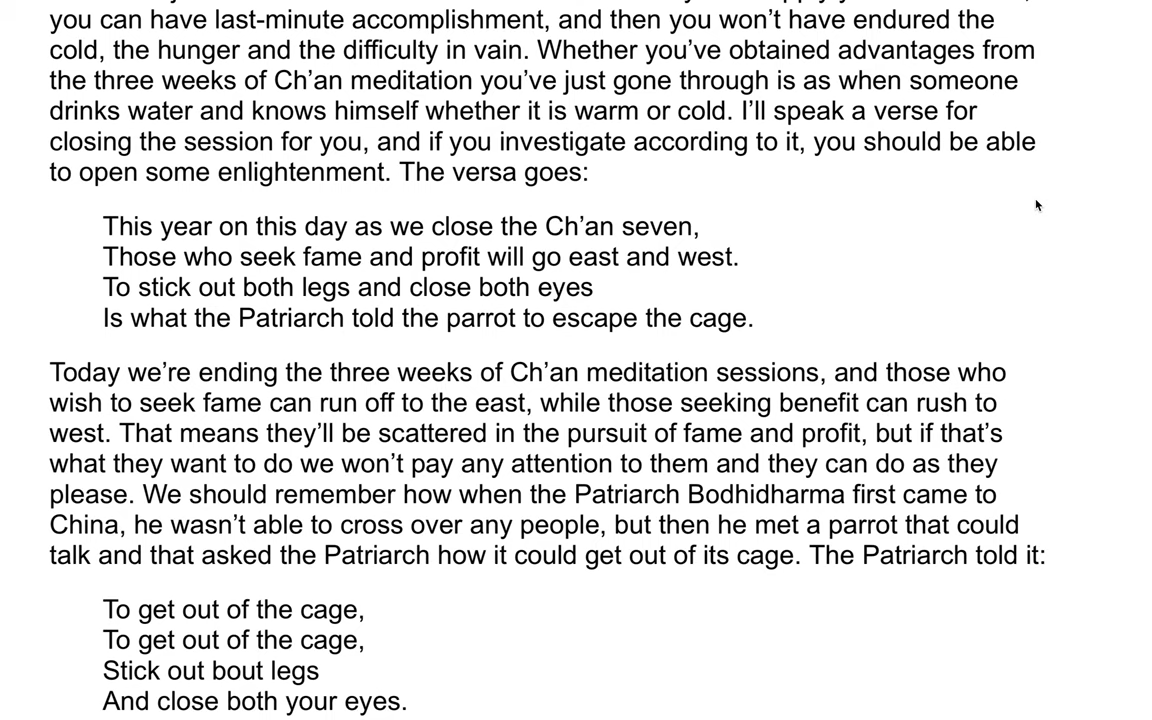 you can have last-minute accomplishment, and then you won’t have endured the
cold, the hunger and the difficulty in vain. Whether you’ve obtained advantages from
the three weeks of Ch’an meditation you’ve just gone through is as when someone
drinks water and knows himself whether it is warm or cold. I’ll speak a verse for
closing the session for you, and if you investigate according to it, you should be able
to open some enlightenment. The versa goes:
This year on this day as we close the Ch’an seven,
Those who seek fame and profit will go east and west.
To stick out both legs and close both eyes
Is what the Patriarch told the parrot to escape the cage.
Today we’re ending the three weeks of Ch’an meditation sessions, and those who
wish to seek fame can run off to the east, while those seeking benefit can rush to
west. That means they’ll be scattered in the pursuit of fame and profit, but if that’s
what they want to do we won’t pay any attention to them and they can do as they
please. We should remember how when the Patriarch Bodhidharma first came to
China, he wasn’t able to cross over any people, but then he met a parrot that could
talk and that asked the Patriarch how it could get out of its cage. The Patriarch told it:
To get out of the cage,
To get out of the cage,
Stick out bout legs
And close both your eyes.